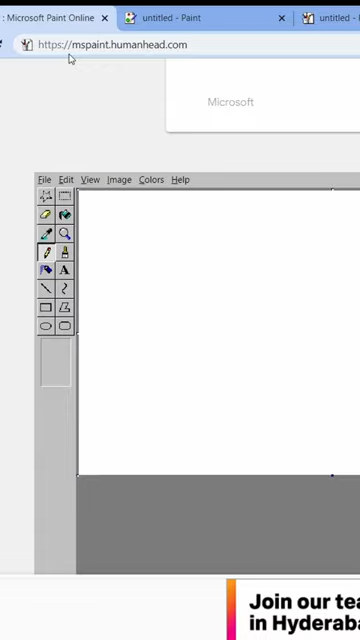 : Microsoft Paint Online
untitled - Paint
untitled - P
https://mspaint.humanhead.com
Microsoft
File Edit View Image Colors Help
A
Join our tea
in Hyderaba